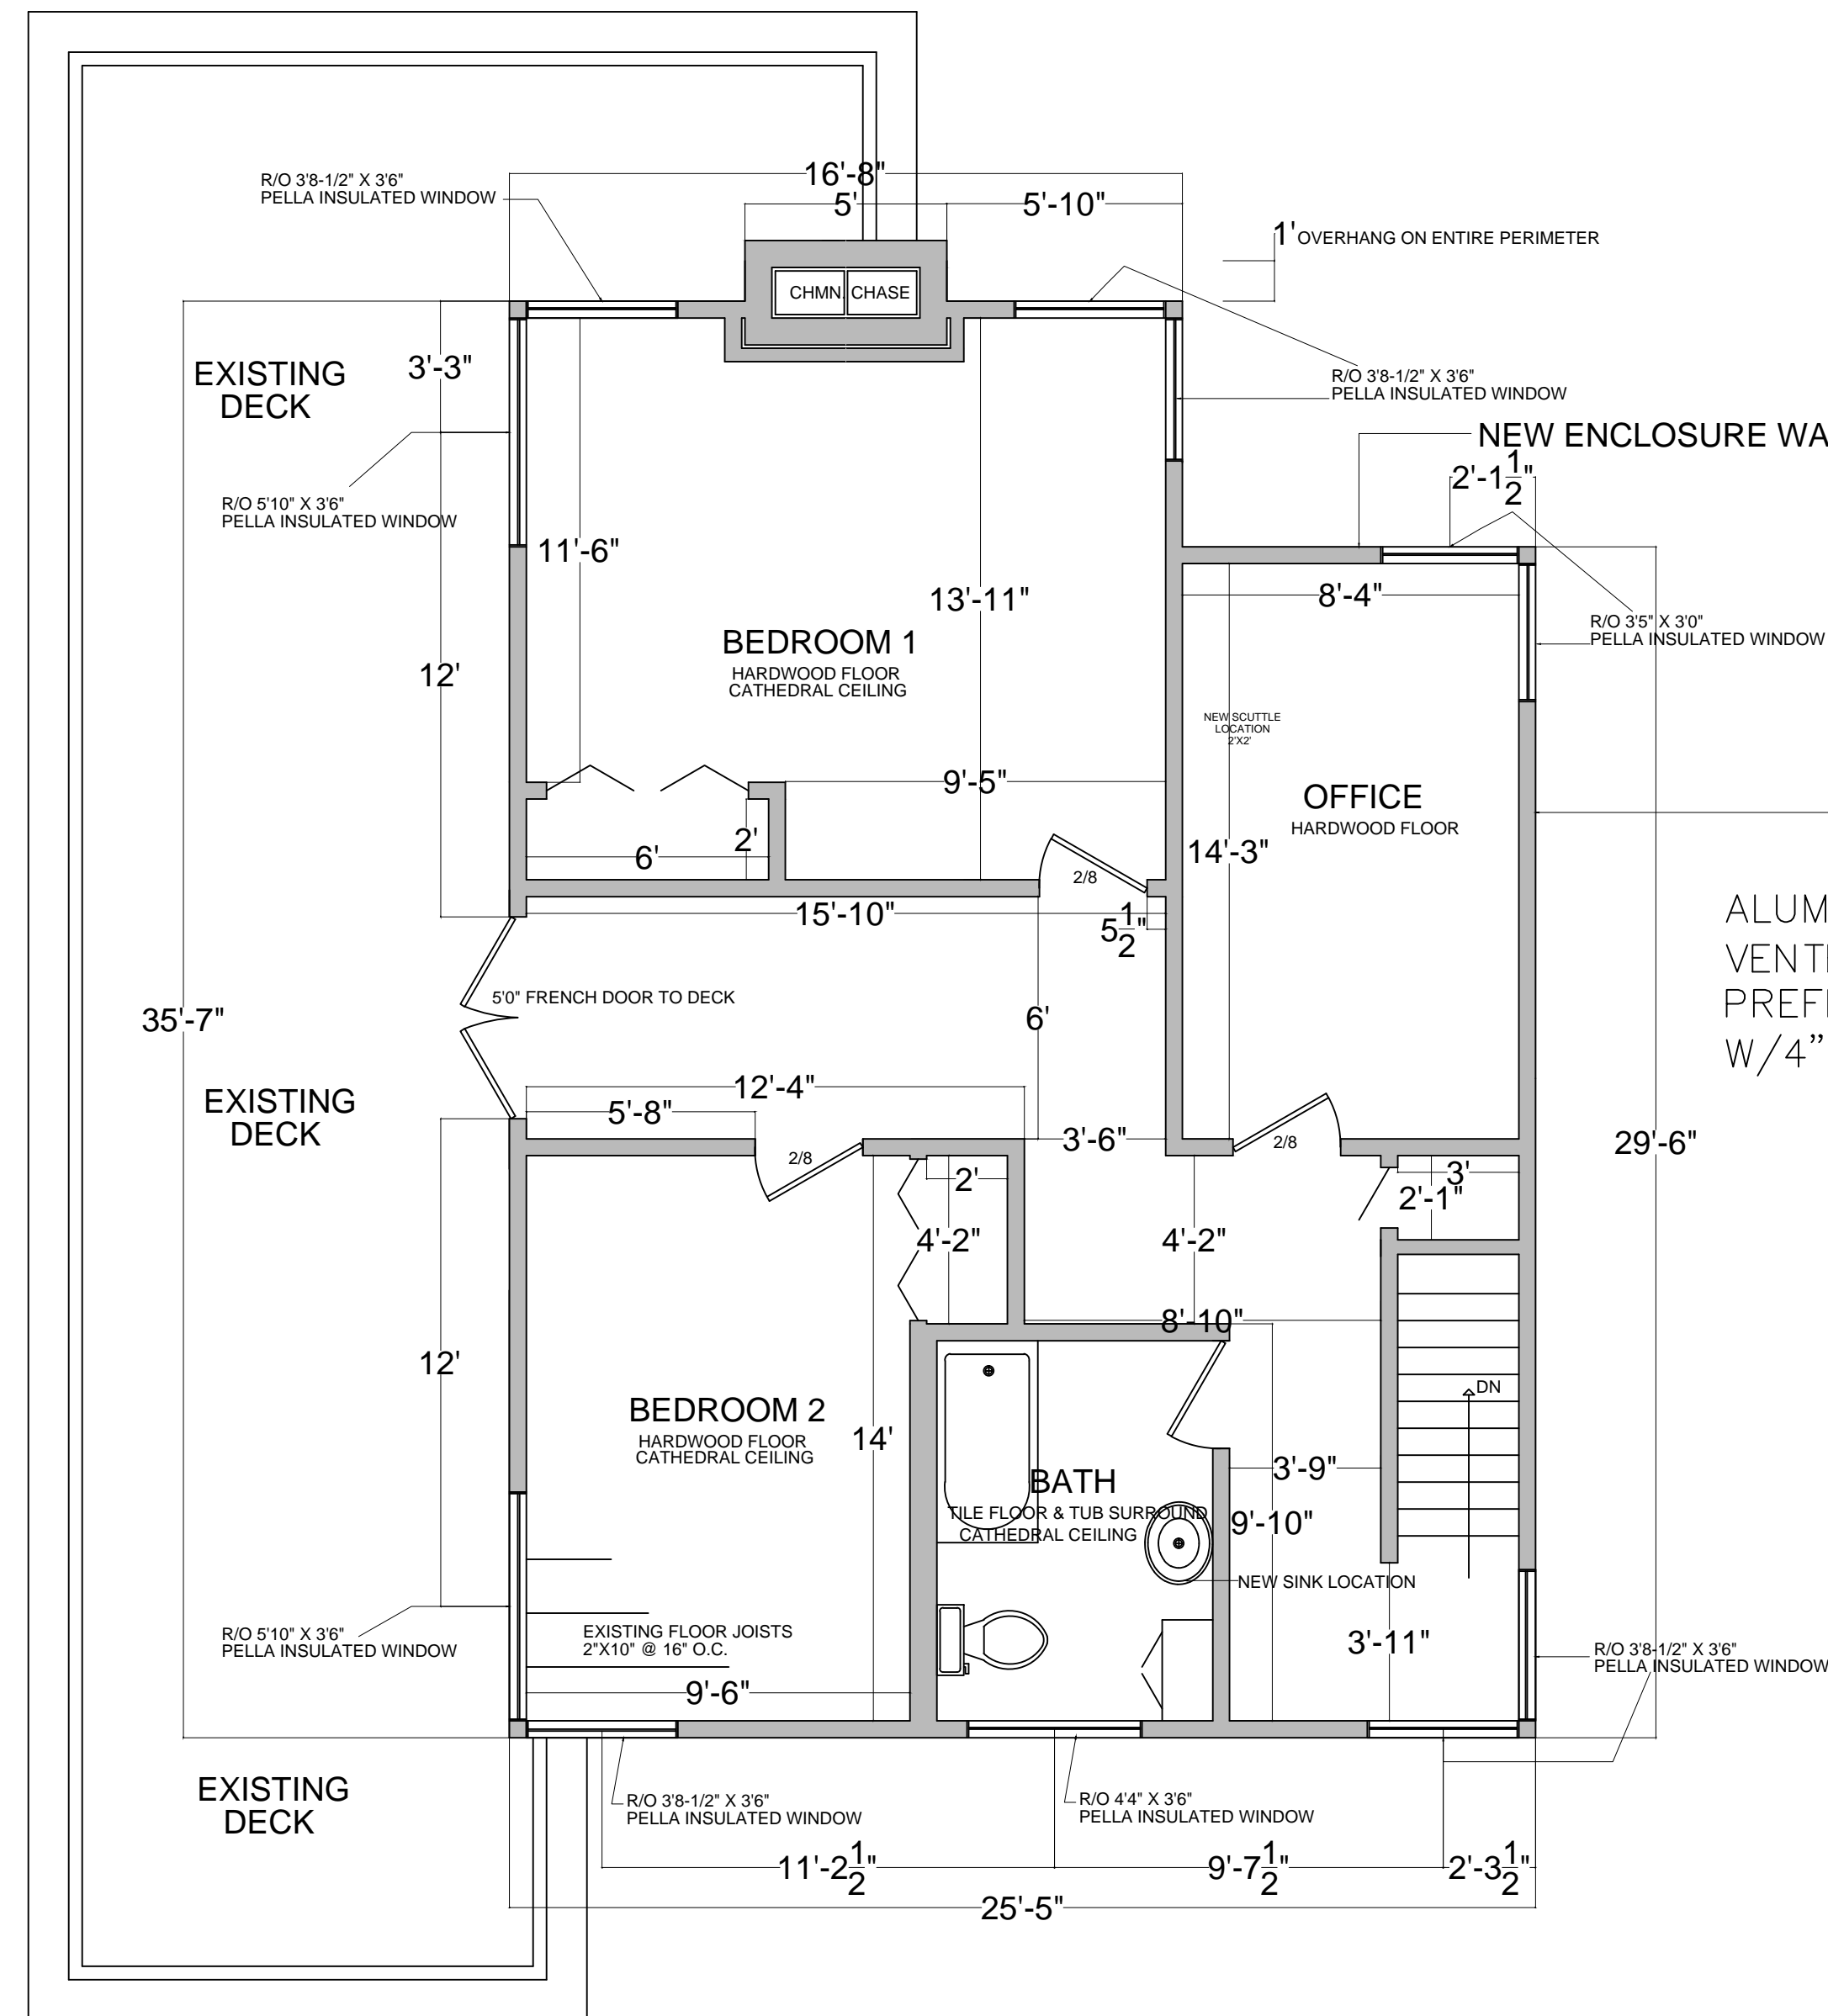 16'-8"
R/O 3'8-1/2" X 3'6"
PELLA INSULATED WINDOW
5'
5'-10"
1' OVERHANG ON ENTIRE PERIMETER
CHMN. CHASE
EXISTING
DECK
3'-3"
R/O 3'8-1/2" X 3'6"
PELLA INSULATED WINDOW
NEW ENCLOSURE WA
2'-1 1/2"
R/O 5'10" X 3'6"
PELLA INSULATED WINDOW
11'-6"
13'-11"
8'-4"
R/O 3'5" X 3'0"
PELLA INSULATED WINDOW
12'
BEDROOM 1
HARDWOOD FLOOR
CATHEDRAL CEILING
NEW SCUTTLE
LOCATION
2'X2'
9'-5"
OFFICE
HARDWOOD FLOOR
6'
2'
14'-3"
2/8
15'-10"
5 1/2"
ALUM
VENT
PREF
W/4"
5'0" FRENCH DOOR TO DECK
35'-7"
6'
EXISTING
DECK
12'-4"
5'-8"
3'-6"
2/8
2/8
29'-6"
2'
3'
2'-1"
4'-2"
4'-2"
8'-10"
12'
DN
BEDROOM 2
HARDWOOD FLOOR
CATHEDRAL CEILING
14'
BATH
TILE FLOOR & TUB SURROUND
CATHEDRAL CEILING
3'-9"
9'-10"
NEW SINK LOCATION
R/O 5'10" X 3'6"
PELLA INSULATED WINDOW
EXISTING FLOOR JOISTS
2"X10" @ 16" O.C.
3'-11"
R/O 3'8-1/2" X 3'6"
PELLA INSULATED WINDOW
9'-6"
EXISTING
DECK
R/O 3'8-1/2" X 3'6"
PELLA INSULATED WINDOW
R/O 4'4" X 3'6"
PELLA INSULATED WINDOW
11'-2 1/2"
9'-7 1/2"
2'-3 1/2"
25'-5"